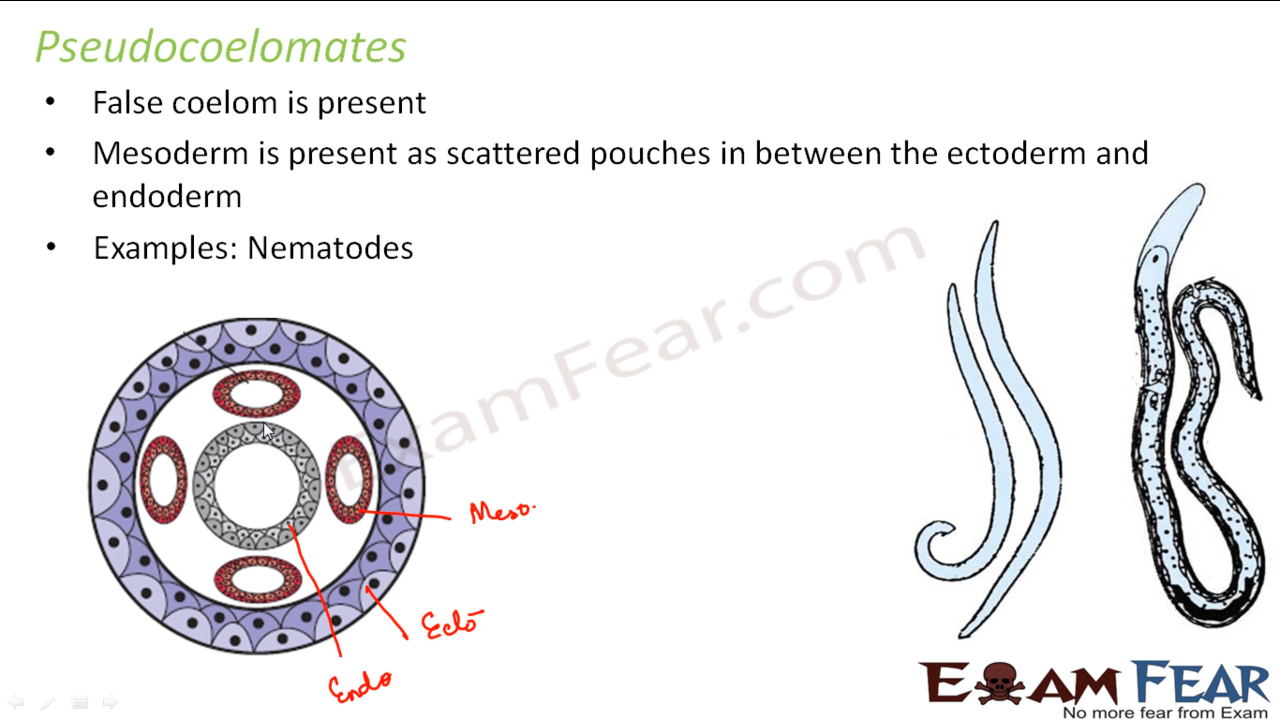 Pseudocoelomates
• False coelom is present
• Mesoderm is present as scattered pouches in between the ectoderm and
endoderm
• Examples: Nematodes
ExamFear.com
Meso.
Ecto
Endo
EXAM FEAR
No more fear from Exam